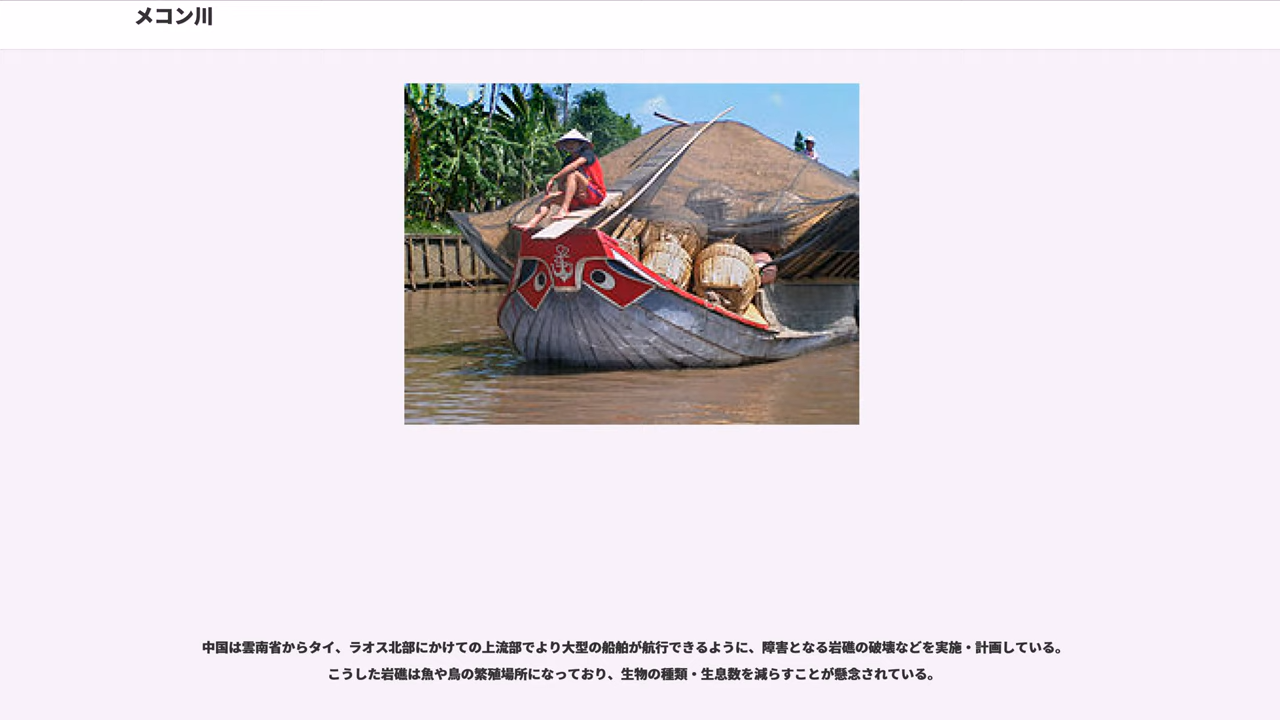 メコン川
中国は雲南省からタイ、ラオス北部にかけての上流部でより大型の船舶が航行できるように、障害となる岩礁の破壊などを実施・計画している。
こうした岩礁は魚や鳥の繁殖場所になっており、生物の種類・生息数を減らすことが懸念されている。